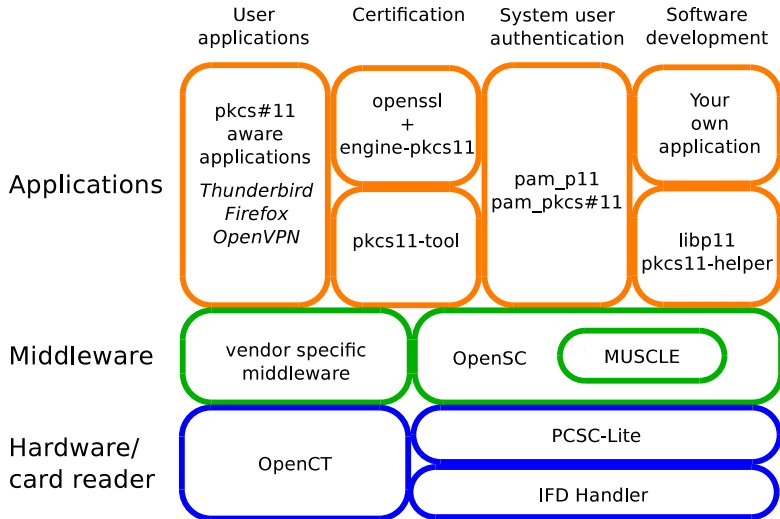 User
applications
Certification
System user
authentication
Software
development
Applications
pkcs#11
aware
applications
Thunderbird
Firefox
OpenVPN
openssl
+
engine-pkcs11
pkcs11-tool
pam_p11
pam_pkcs#11
Your
own
application
libp11
pkcs11-helper
Middleware
vendor specific
middleware
OpenSC
MUSCLE
Hardware/
card reader
OpenCT
PCSC-Lite
IFD Handler